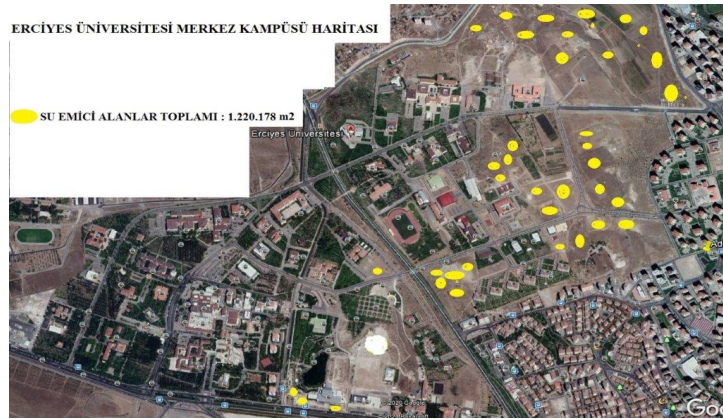 ERCİYES ÜNİVERSİTESİ MERKEZ KAMPÜSÜ HARİTASI
SU EMİCİ ALANLAR TOPLAMI : 1.220.178 m2
Erciyes Üniversitesi